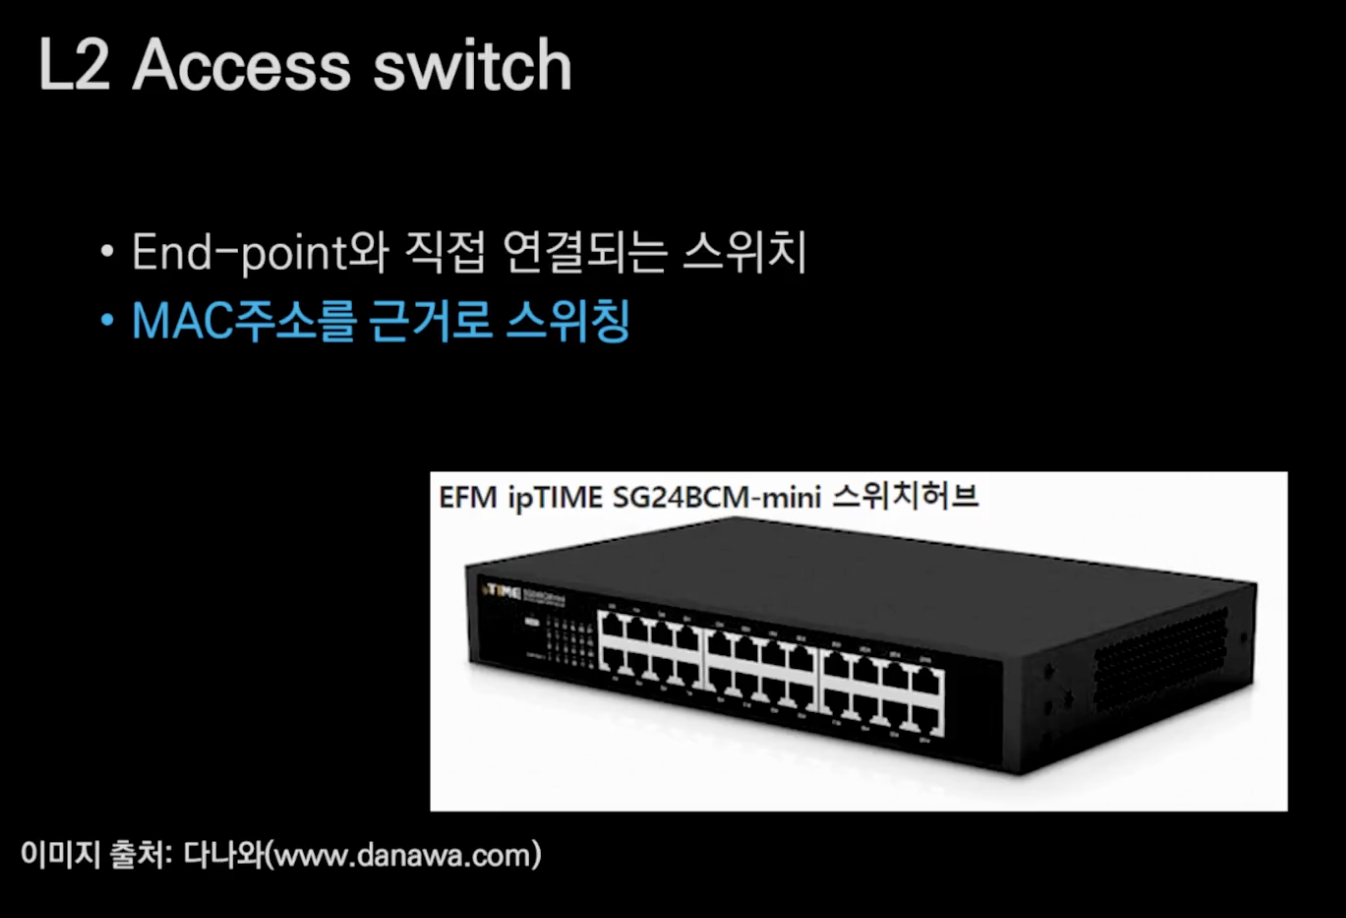 L2 Access switch
• End-point와 직접 연결되는 스위치
• MAC주소를 근거로 스위칭
EFM ipTIME SG24BCM-mini 스위치허브
이미지 출처: 다나와(www.danawa.com)